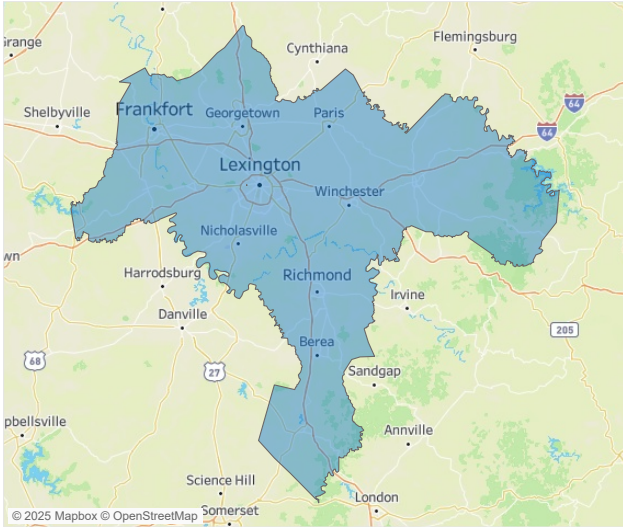 Grange
Cynthiana
Flemingsburg
Shelbyville
Frankfort
Georgetown
Paris
64
64
Lexington
Winchester
Nicholasville
wn
Harrodsburg
Richmond
Irvine
Danville
205
Berea
68
27
Sandgap
pbellsville
Annville
Science Hill
London
Somerset
© 2025 Mapbox © OpenStreetMap